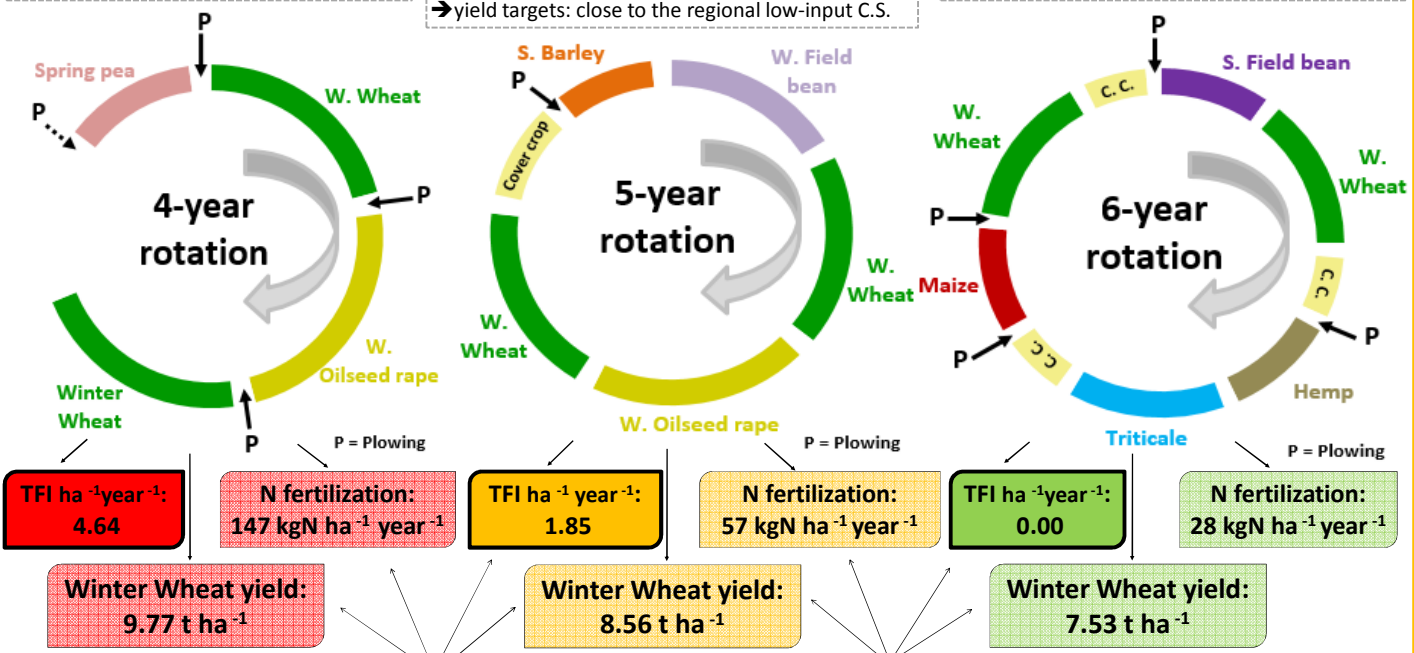 ➔yield targets: close to the regional low-input C.S.
P
Spring pea
P
W. Wheat
P
4-year
rotation
W.
Oilseed rape
Winter
Wheat
P
P = Plowing
S. Barley
P
W. Field
bean
Cover crop
5-year
rotation
W.
Wheat
W.
Wheat
W. Oilseed rape
P = Plowing
P
C. C.
S. Field bean
W.
Wheat
W.
Wheat
P
6-year
rotation
Maize
C. C.
P
P
C. C.
Hemp
Triticale
P = Plowing
TFI ha -1year -1:
4.64
N fertilization:
147 kgN ha -1 year -1
TFI ha -1 year -1:
1.85
N fertilization:
57 kgN ha -1 year -1
TFI ha -1year -1:
0.00
N fertilization:
28 kgN ha -1 year -1
Winter Wheat yield:
9.77 t ha -1
Winter Wheat yield:
8.56 t ha -1
Winter Wheat yield:
7.53 t ha -1